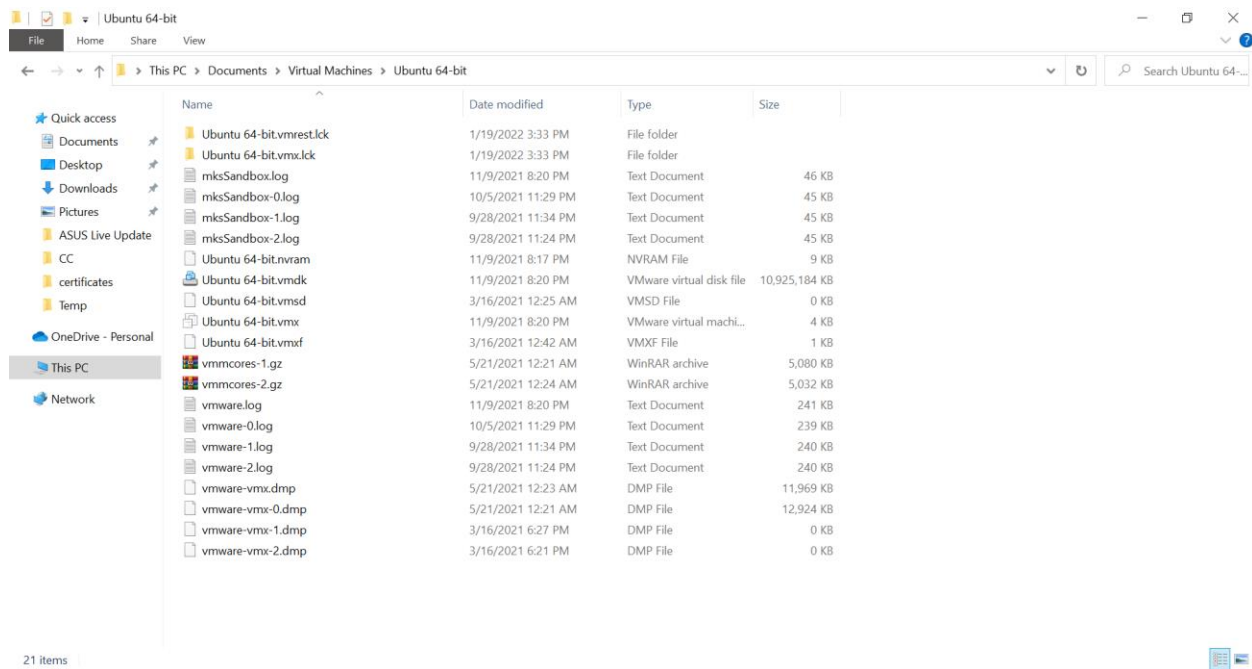 Ubuntu 64-bit
File Home Share View
This PC > Documents > Virtual Machines > Ubuntu 64-bit
Search Ubuntu 64-...
Name Date modified Type Size
Quick access
Documents
Desktop
Downloads
Pictures
ASUS Live Update
CC
certificates
Temp
OneDrive - Personal
This PC
Network
Ubuntu 64-bit.vmrest.lck 1/19/2022 3:33 PM File folder
Ubuntu 64-bit.vmx.lck 1/19/2022 3:33 PM File folder
mksSandbox.log 11/9/2021 8:20 PM Text Document 46 KB
mksSandbox-0.log 10/5/2021 11:29 PM Text Document 45 KB
mksSandbox-1.log 9/28/2021 11:34 PM Text Document 45 KB
mksSandbox-2.log 9/28/2021 11:24 PM Text Document 45 KB
Ubuntu 64-bit.nvram 11/9/2021 8:17 PM NVRAM File 9 KB
Ubuntu 64-bit.vmdk 11/9/2021 8:20 PM VMware virtual disk file 10,925,184 KB
Ubuntu 64-bit.vmsd 3/16/2021 12:25 AM VMSD File 0 KB
Ubuntu 64-bit.vmx 11/9/2021 8:20 PM VMware virtual machi... 4 KB
Ubuntu 64-bit.vmxf 3/16/2021 12:42 AM VMXF File 1 KB
vmmcores-1.gz 5/21/2021 12:21 AM WinRAR archive 5,080 KB
vmmcores-2.gz 5/21/2021 12:24 AM WinRAR archive 5,032 KB
vmware.log 11/9/2021 8:20 PM Text Document 241 KB
vmware-0.log 10/5/2021 11:29 PM Text Document 239 KB
vmware-1.log 9/28/2021 11:34 PM Text Document 240 KB
vmware-2.log 9/28/2021 11:24 PM Text Document 240 KB
vmware-vmx.dmp 5/21/2021 12:23 AM DMP File 11,969 KB
vmware-vmx-0.dmp 5/21/2021 12:21 AM DMP File 12,924 KB
vmware-vmx-1.dmp 3/16/2021 6:27 PM DMP File 0 KB
vmware-vmx-2.dmp 3/16/2021 6:21 PM DMP File 0 KB
21 items